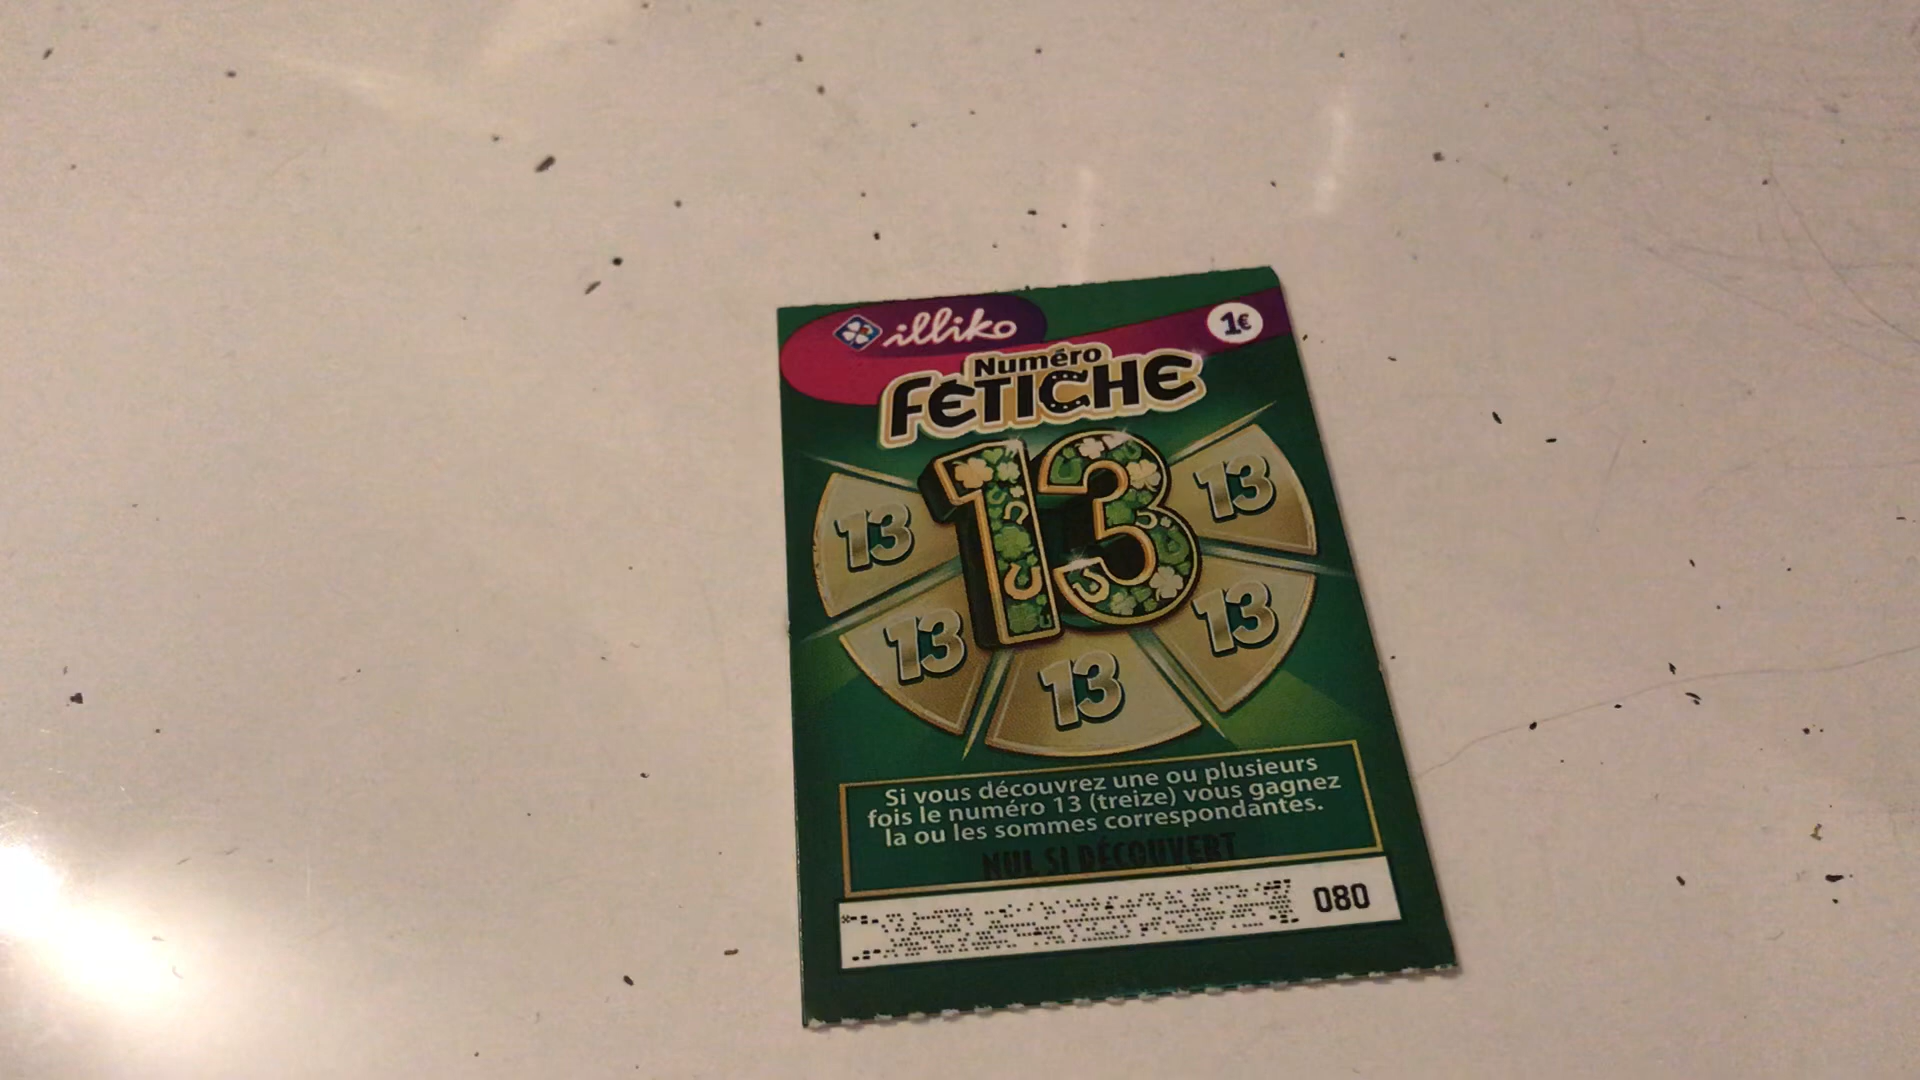 illiko
1€
Numéro
FETICHE
13
13
13
13
13
13
Si vous découvrez une ou plusieurs
fois le numéro 13 (treize) vous gagnez
la ou les sommes correspondantes.
NUL SI DÉCOUVERT
080